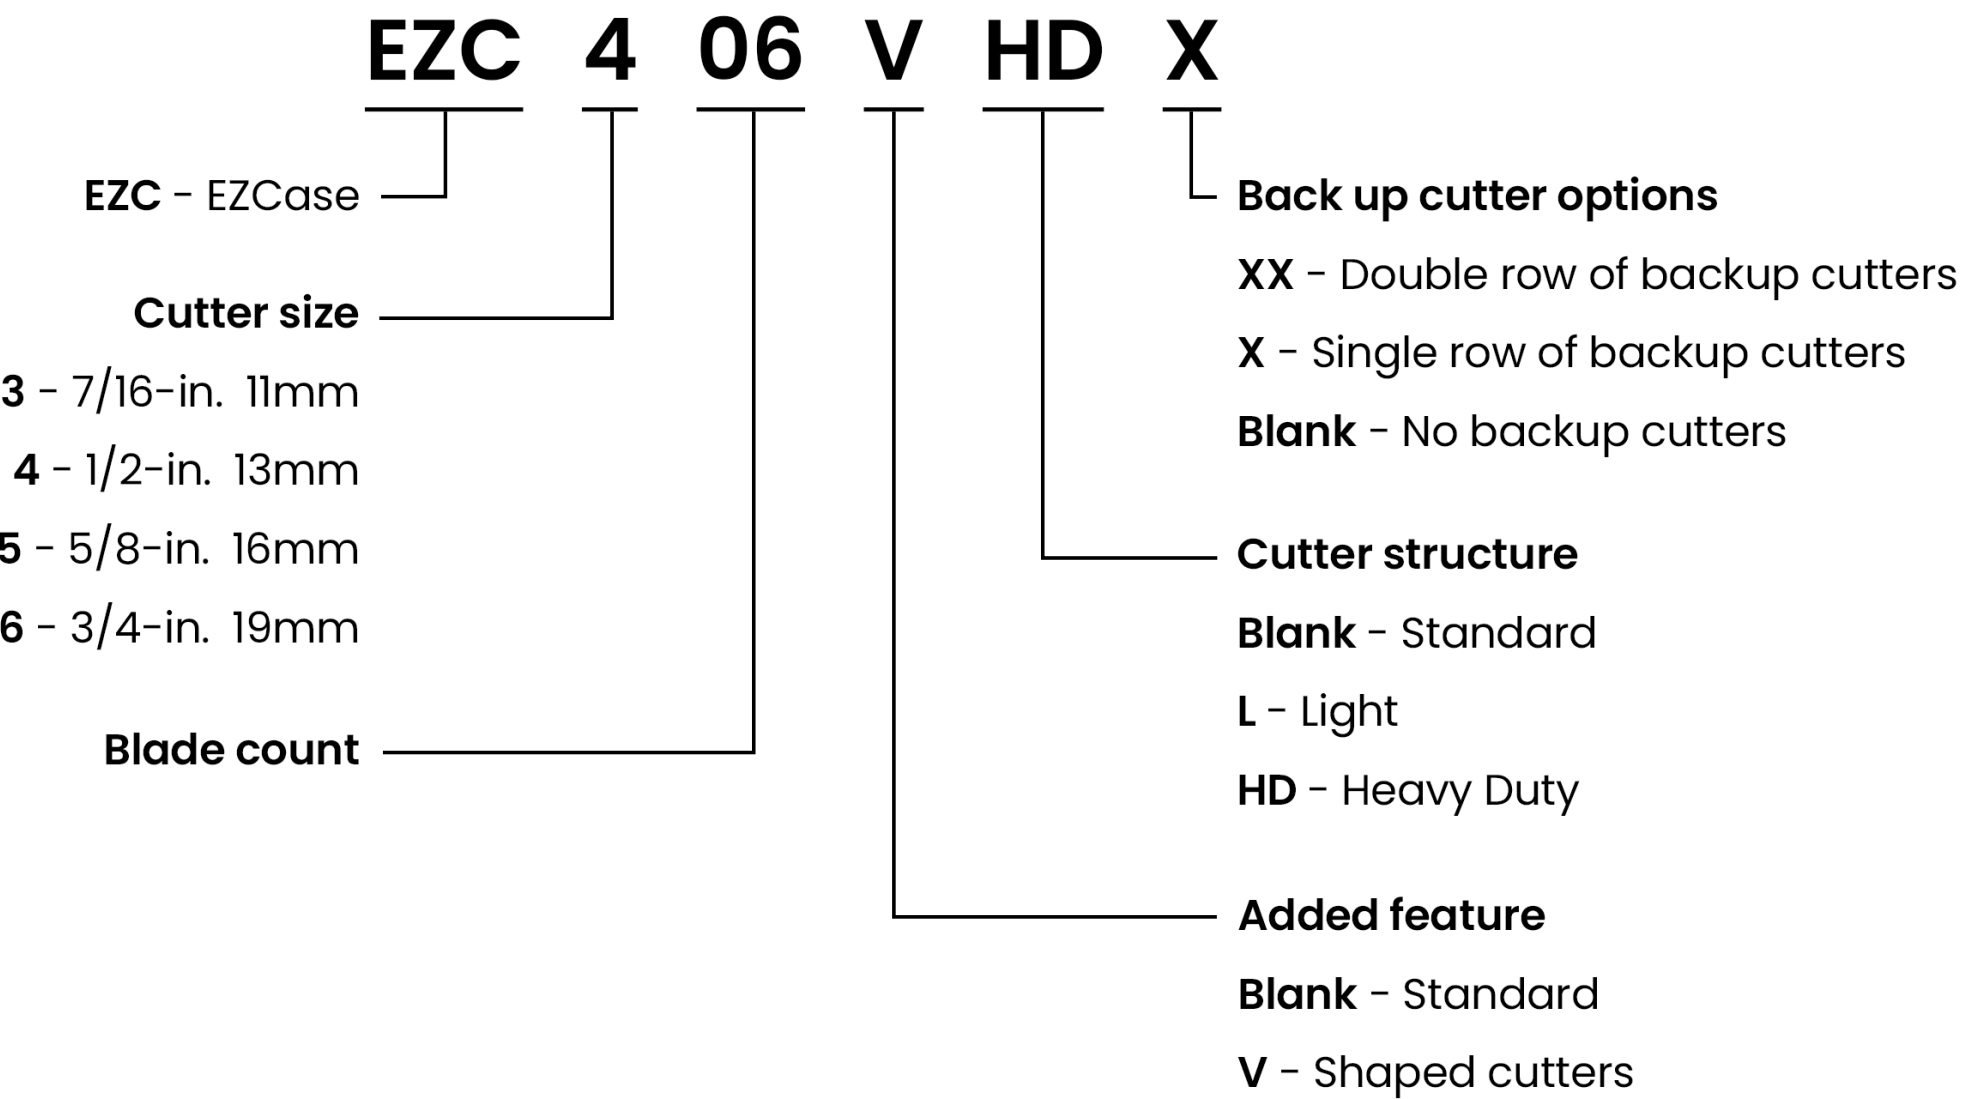 EZC 4 06 V HD X
EZC - EZCase
Cutter size
3 - 7/16-in. 11mm
4 - 1/2-in. 13mm
5 - 5/8-in. 16mm
6 - 3/4-in. 19mm
Blade count
Back up cutter options
XX - Double row of backup cutters
X - Single row of backup cutters
Blank - No backup cutters
Cutter structure
Blank - Standard
L - Light
HD - Heavy Duty
Added feature
Blank - Standard
V - Shaped cutters